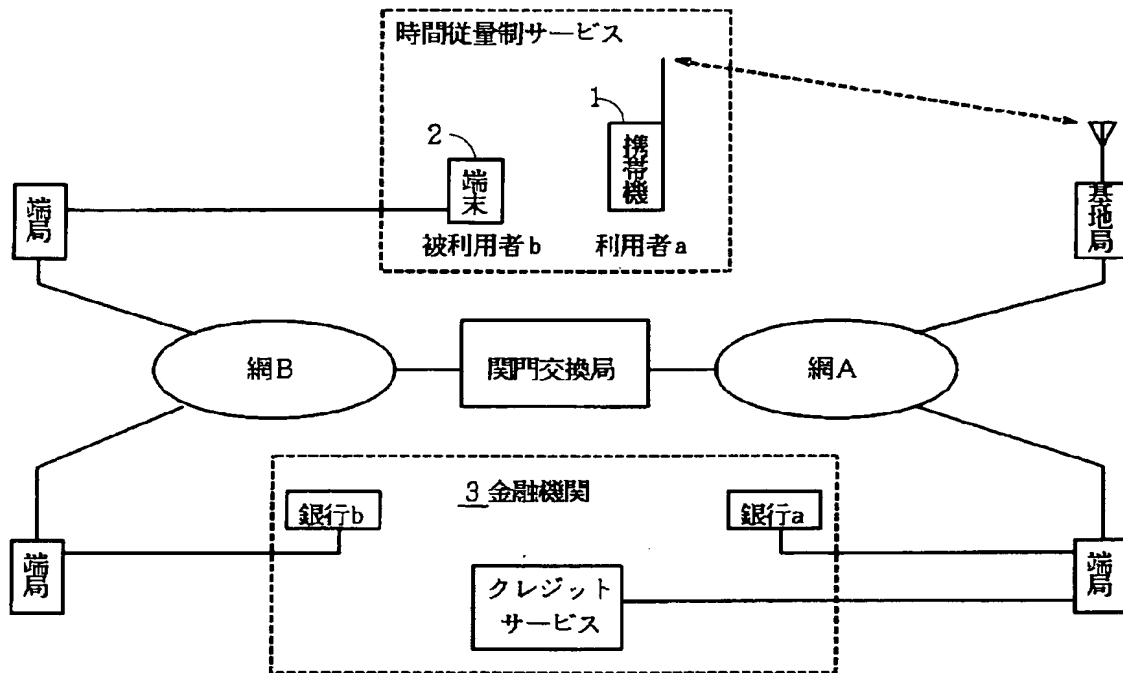 時間従量制サービス
1
携帯機
2
端末
被利用者b
利用者a
端局
基地局
網B
関門交換局
網A
3 金融機関
銀行b
銀行a
端局
クレジット
サービス
端局